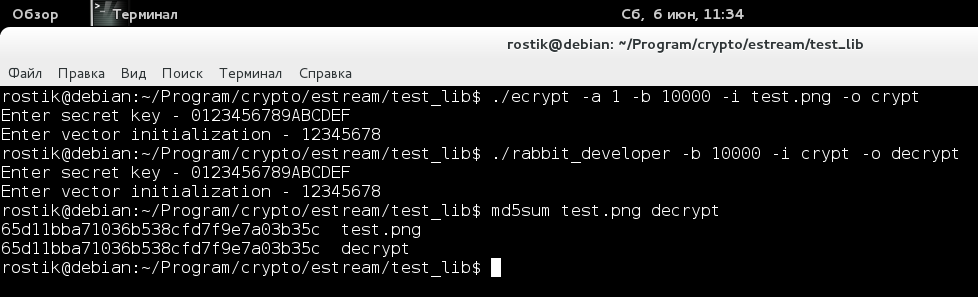 Обзор Терминал Сб, 6 июн, 11:34
rostik@debian: ~/Program/crypto/estream/test_lib
Файл Правка Вид Поиск Терминал Справка
rostik@debian:~/Program/crypto/estream/test_lib$ ./ecrypt -a 1 -b 10000 -i test.png -o crypt
Enter secret key - 0123456789ABCDEF
Enter vector initialization - 12345678
rostik@debian:~/Program/crypto/estream/test_lib$ ./rabbit_developer -b 10000 -i crypt -o decrypt
Enter secret key - 0123456789ABCDEF
Enter vector initialization - 12345678
rostik@debian:~/Program/crypto/estream/test_lib$ md5sum test.png decrypt
65d11bba71036b538cfd7f9e7a03b35c  test.png
65d11bba71036b538cfd7f9e7a03b35c  decrypt
rostik@debian:~/Program/crypto/estream/test_lib$